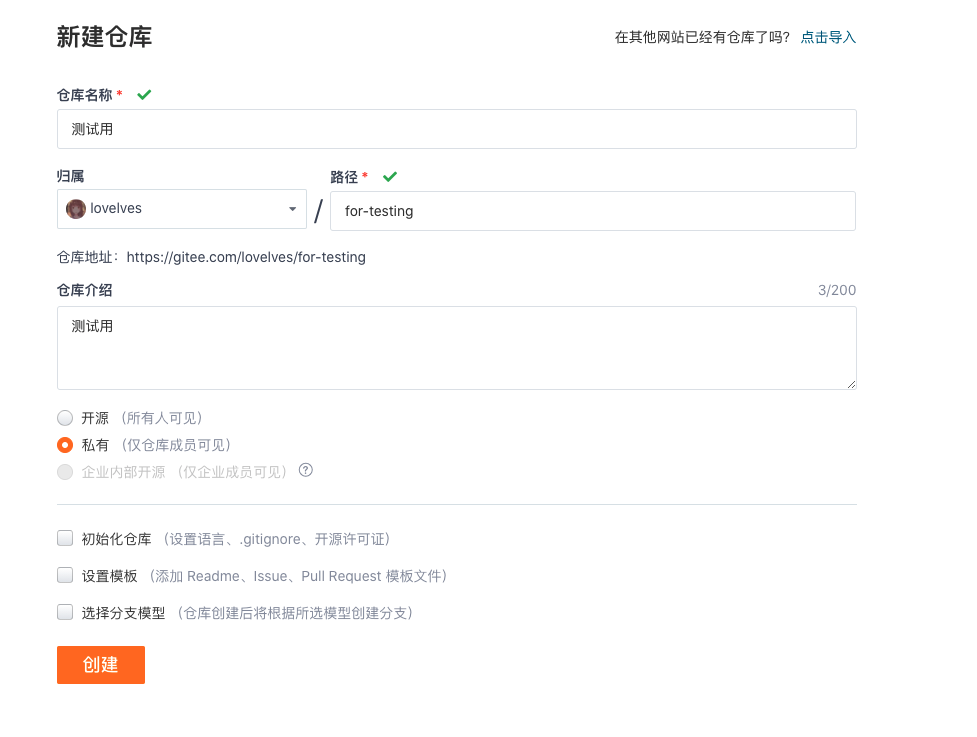 新建仓库
在其他网站已经有仓库了吗? 点击导入
仓库名称 *
测试用
归属
路径 *
lovelves / for-testing
仓库地址：https://gitee.com/lovelves/for-testing
仓库介绍 3/200
测试用
开源 （所有人可见）
私有 （仅仓库成员可见）
企业内部开源 （仅企业成员可见） ?
初始化仓库 （设置语言、.gitignore、开源许可证）
设置模板 （添加 Readme、Issue、Pull Request 模板文件）
选择分支模型 （仓库创建后将根据所选模型创建分支）
创建